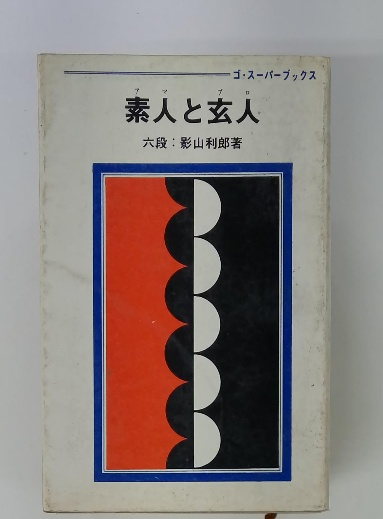 ゴ・スーパーブックス
アマ プロ
素人と玄人
六段：影山利郎著